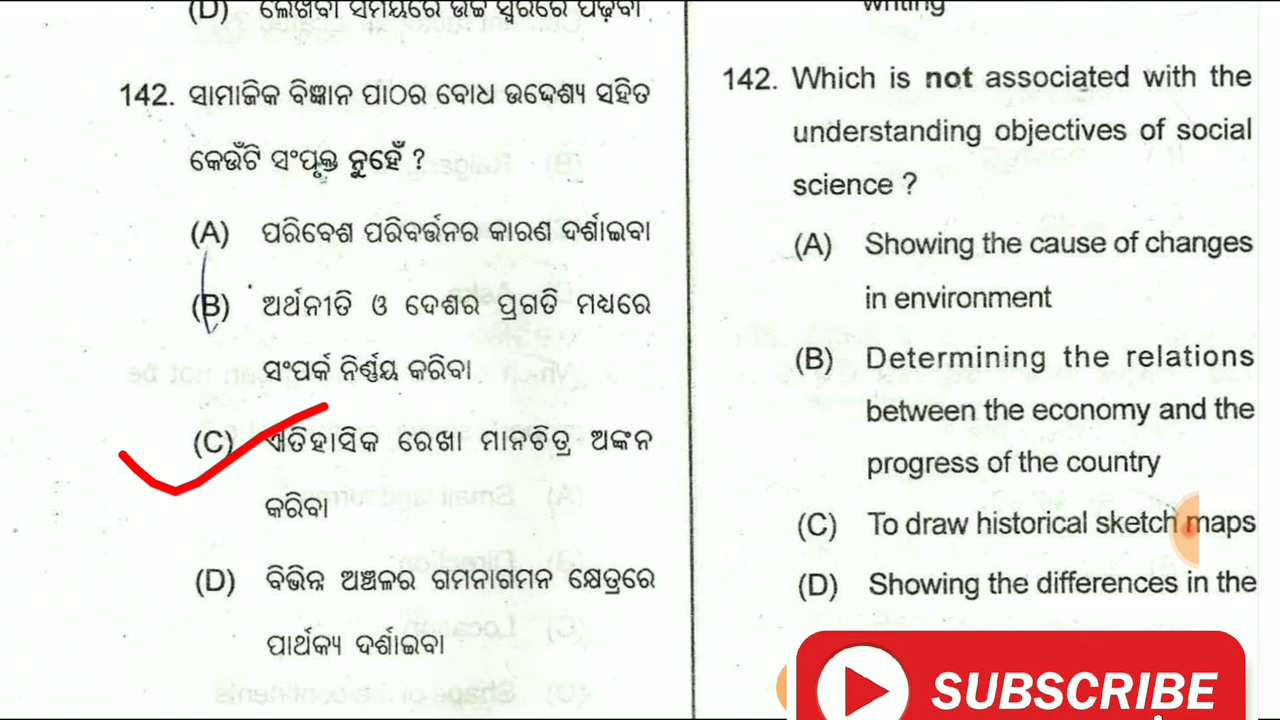 (D) ଲେଖିବା ସମୟରେ ଉଚ୍ଚ ସ୍ୱରରେ ପଢ଼ିବା
142. ସାମାଜିକ ବିଜ୍ଞାନ ପାଠର ବୋଧ ଉଦ୍ଦେଶ୍ୟ ସହିତ
କେଉଁଟି ସଂପୃକ୍ତ ନୁହେଁ ?
(A) ପରିବେଶ ପରିବର୍ତ୍ତନର କାରଣ ଦର୍ଶାଇବା
(B) ଅର୍ଥନୀତି ଓ ଦେଶର ପ୍ରଗତି ମଧ୍ୟରେ
ସଂପର୍କ ନିର୍ଣ୍ଣୟ କରିବା
(C) ଐତିହାସିକ ରେଖା ମାନଚିତ୍ର ଅଙ୍କନ
କରିବା
(D) ବିଭିନ୍ନ ଅଞ୍ଚଳର ଗମନାଗମନ କ୍ଷେତ୍ରରେ
ପାର୍ଥକ୍ୟ ଦର୍ଶାଇବା
writing
142. Which is not associated with the
understanding objectives of social
science ?
(A) Showing the cause of changes
in environment
(B) Determining the relations
between the economy and the
progress of the country
(C) To draw historical sketch maps
(D) Showing the differences in the
SUBSCRIBE